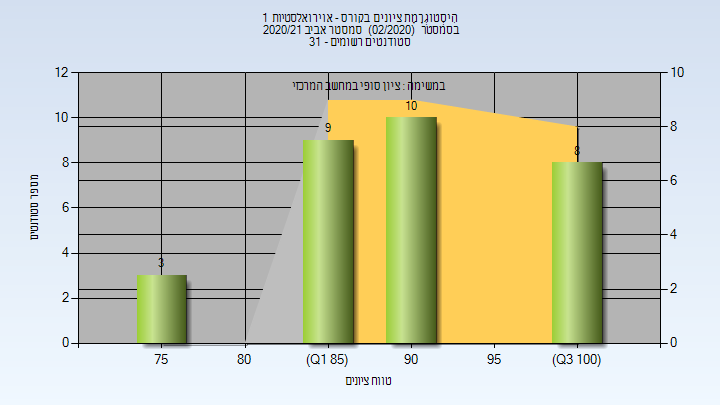 היסטוגרמת ציונים בקורס - אוירואלסטיות 1
בסמסטר (02/2020) סמסטר אביב 2020/21
סטודנטים רשומים - 31
במשימה : ציון סופי במחשב המרכזי
12
10
8
6
4
2
0
10
8
6
4
2
0
3
9
10
8
מספר סטודנטים
75
80
(Q1 85)
90
95
(Q3 100)
טווח ציונים